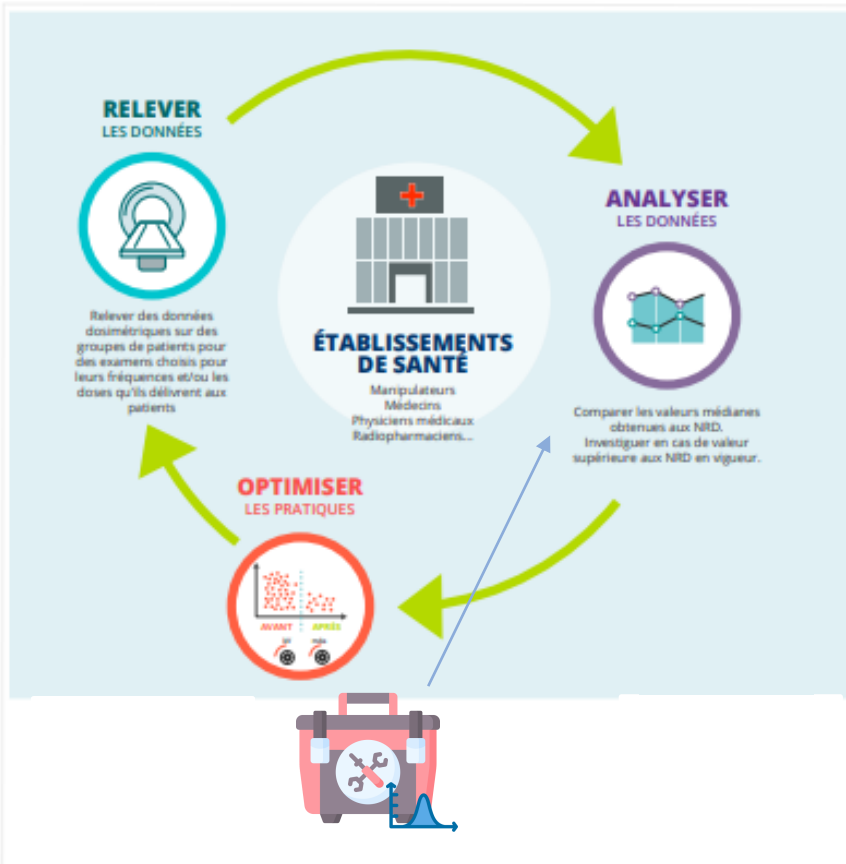 RELEVER
LES DONNÉES
Relever des données
dosimétriques sur des
groupes de patients pour
des examens choisis pour
leurs fréquences et/ou les
doses qu'ils délivrent aux
patients
ANALYSER
LES DONNÉES
Comparer les valeurs médianes
obtenues aux NRD.
Investiguer en cas de valeur
supérieure aux NRD en vigueur.
ÉTABLISSEMENTS
DE SANTÉ
Manipulateurs
Médecins
Physiciens médicaux
Radiopharmaciens...
OPTIMISER
LES PRATIQUES
AVANT APRÈS